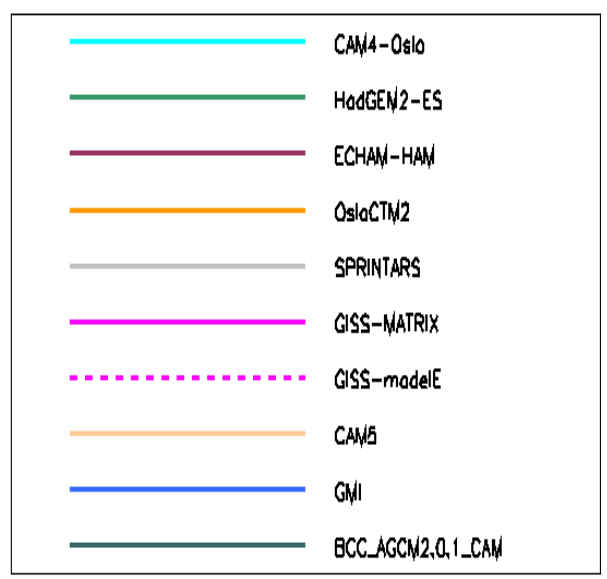 CAM4-Oslo
HadGEM2-ES
ECHAM-HAM
OsloCTM2
SPRINTARS
GISS-MATRIX
GISS-modelE
CAM5
GMI
BCC_AGCM2.0.1_CAM